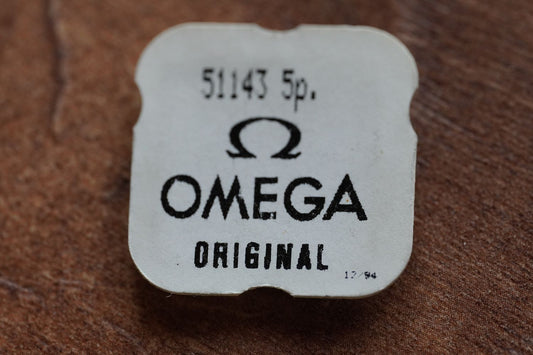 51143 5p.
Ω
OMEGA
ORIGINAL
12/94